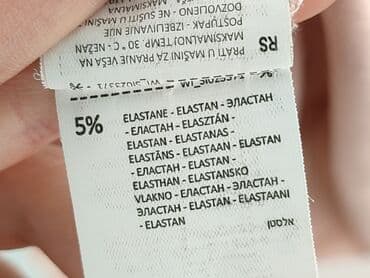 RS
PRATI U MAŠINI ZA PRANJE VEŠA NA
MAKSIMALNOJ TEMP. 30 °C - NEŽAN
POSTUPAK - IZBELJIVANJE NIJE
DOZVOLJENO - NE SUŠITI U MAŠINI
5%
ELASTANE - ELASTAN - ЭЛАСТАН
- ЕЛАСТАН - ELASZTÁN -
ELASTAN - ELASTANAS -
ELASTĀNS - ELASTAAN - ELASTAN
- ЕЛАСТАН - ELASTAN -
ELASTHAN - ELASTANSKO
VLAKNO - ЕЛАСТАН - ЭЛАСТАН -
ЭЛАСТАН - ELASTAN - ELASTAANI
- ELASTAN
אלסטן